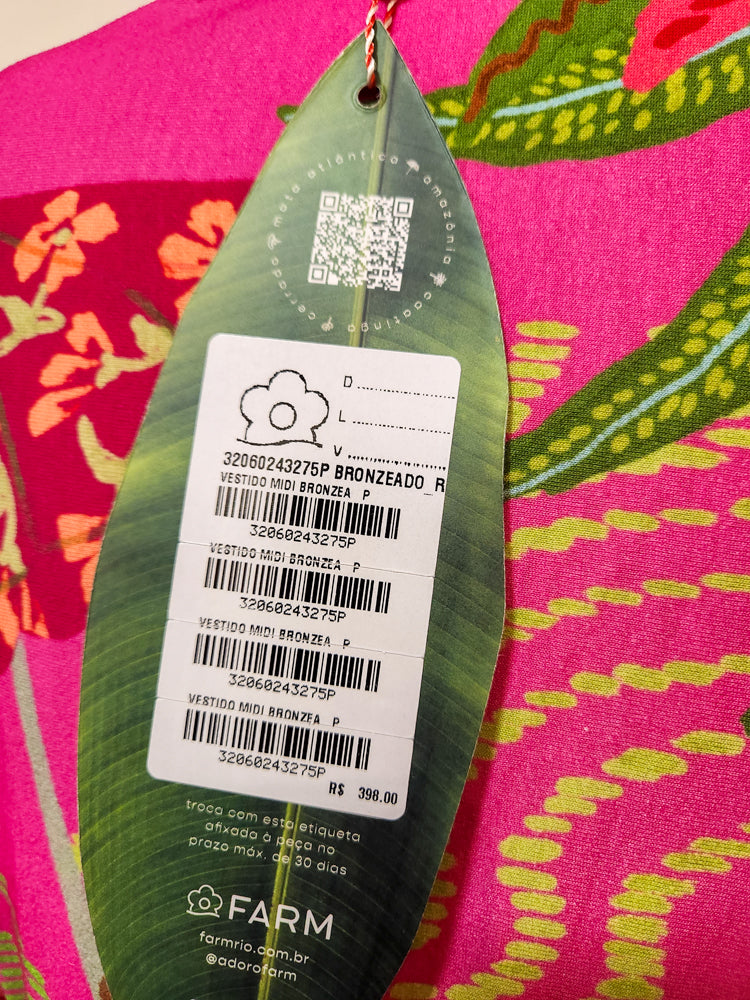 mata atlântica amazônia caatinga cerrado
D
L
V
32060243275P BRONZEADO_R
VESTIDO MIDI BRONZEA P
32060243275P
VESTIDO MIDI BRONZEA P
32060243275P
VESTIDO MIDI BRONZEA P
32060243275P
VESTIDO MIDI BRONZEA P
32060243275P
R$ 398.00
troca com esta etiqueta
afixada à peça no
prazo máx. de 30 dias
FARM
farmrio.com.br
@adorofarm